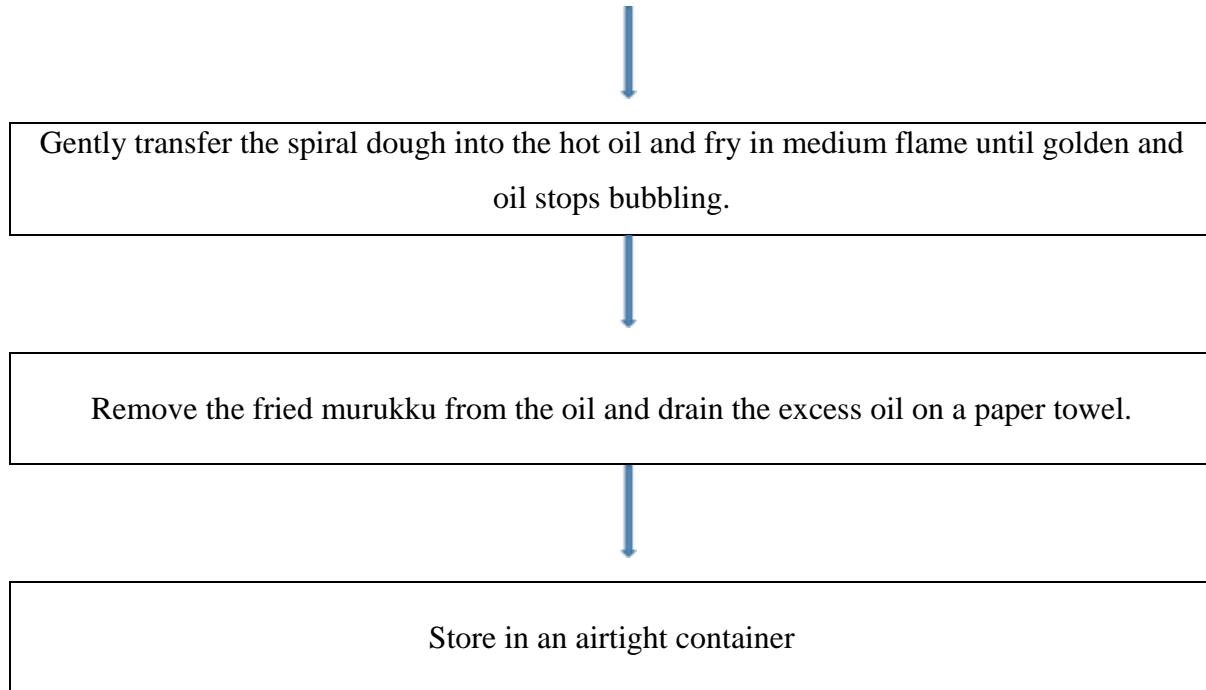 Gently transfer the spiral dough into the hot oil and fry in medium flame until golden and
oil stops bubbling.
Remove the fried murukku from the oil and drain the excess oil on a paper towel.
Store in an airtight container